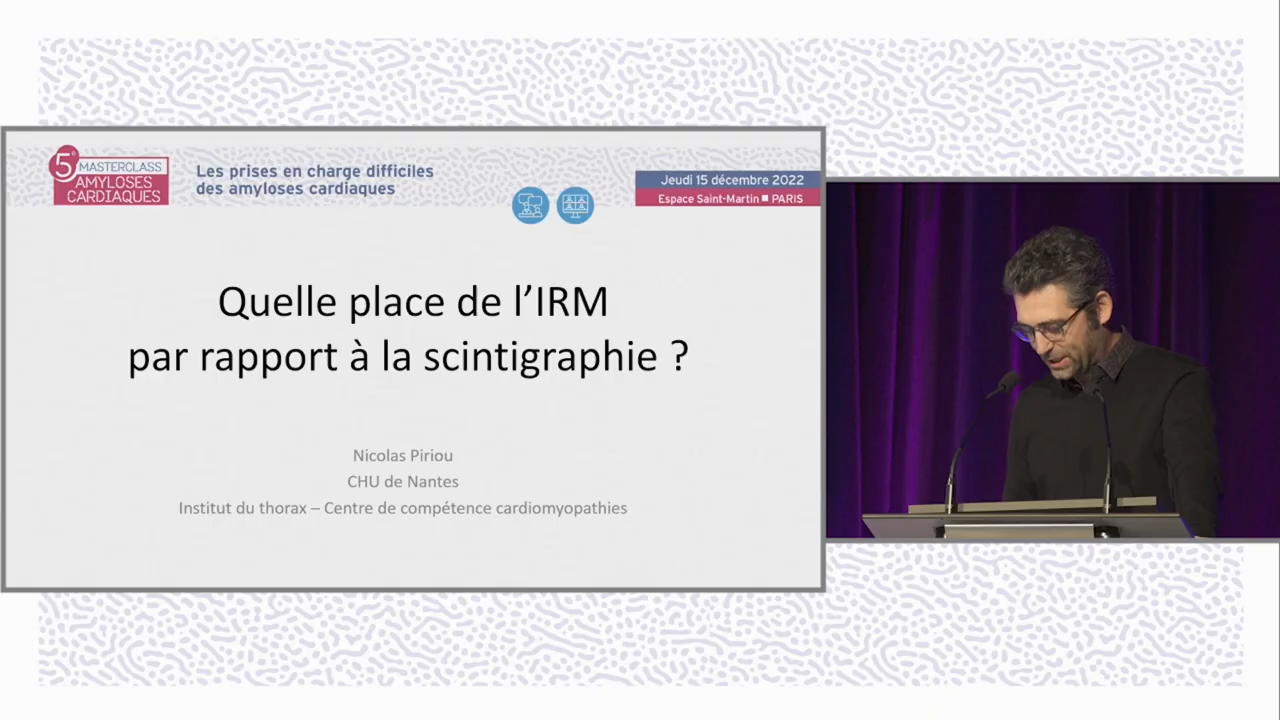 5e MASTERCLASS
AMYLOSES
CARDIAQUES
Les prises en charge difficiles
des amyloses cardiaques
Jeudi 15 décembre 2022
Espace Saint-Martin ■ PARIS
Quelle place de l’IRM
par rapport à la scintigraphie ?
Nicolas Piriou
CHU de Nantes
Institut du thorax – Centre de compétence cardiomyopathies